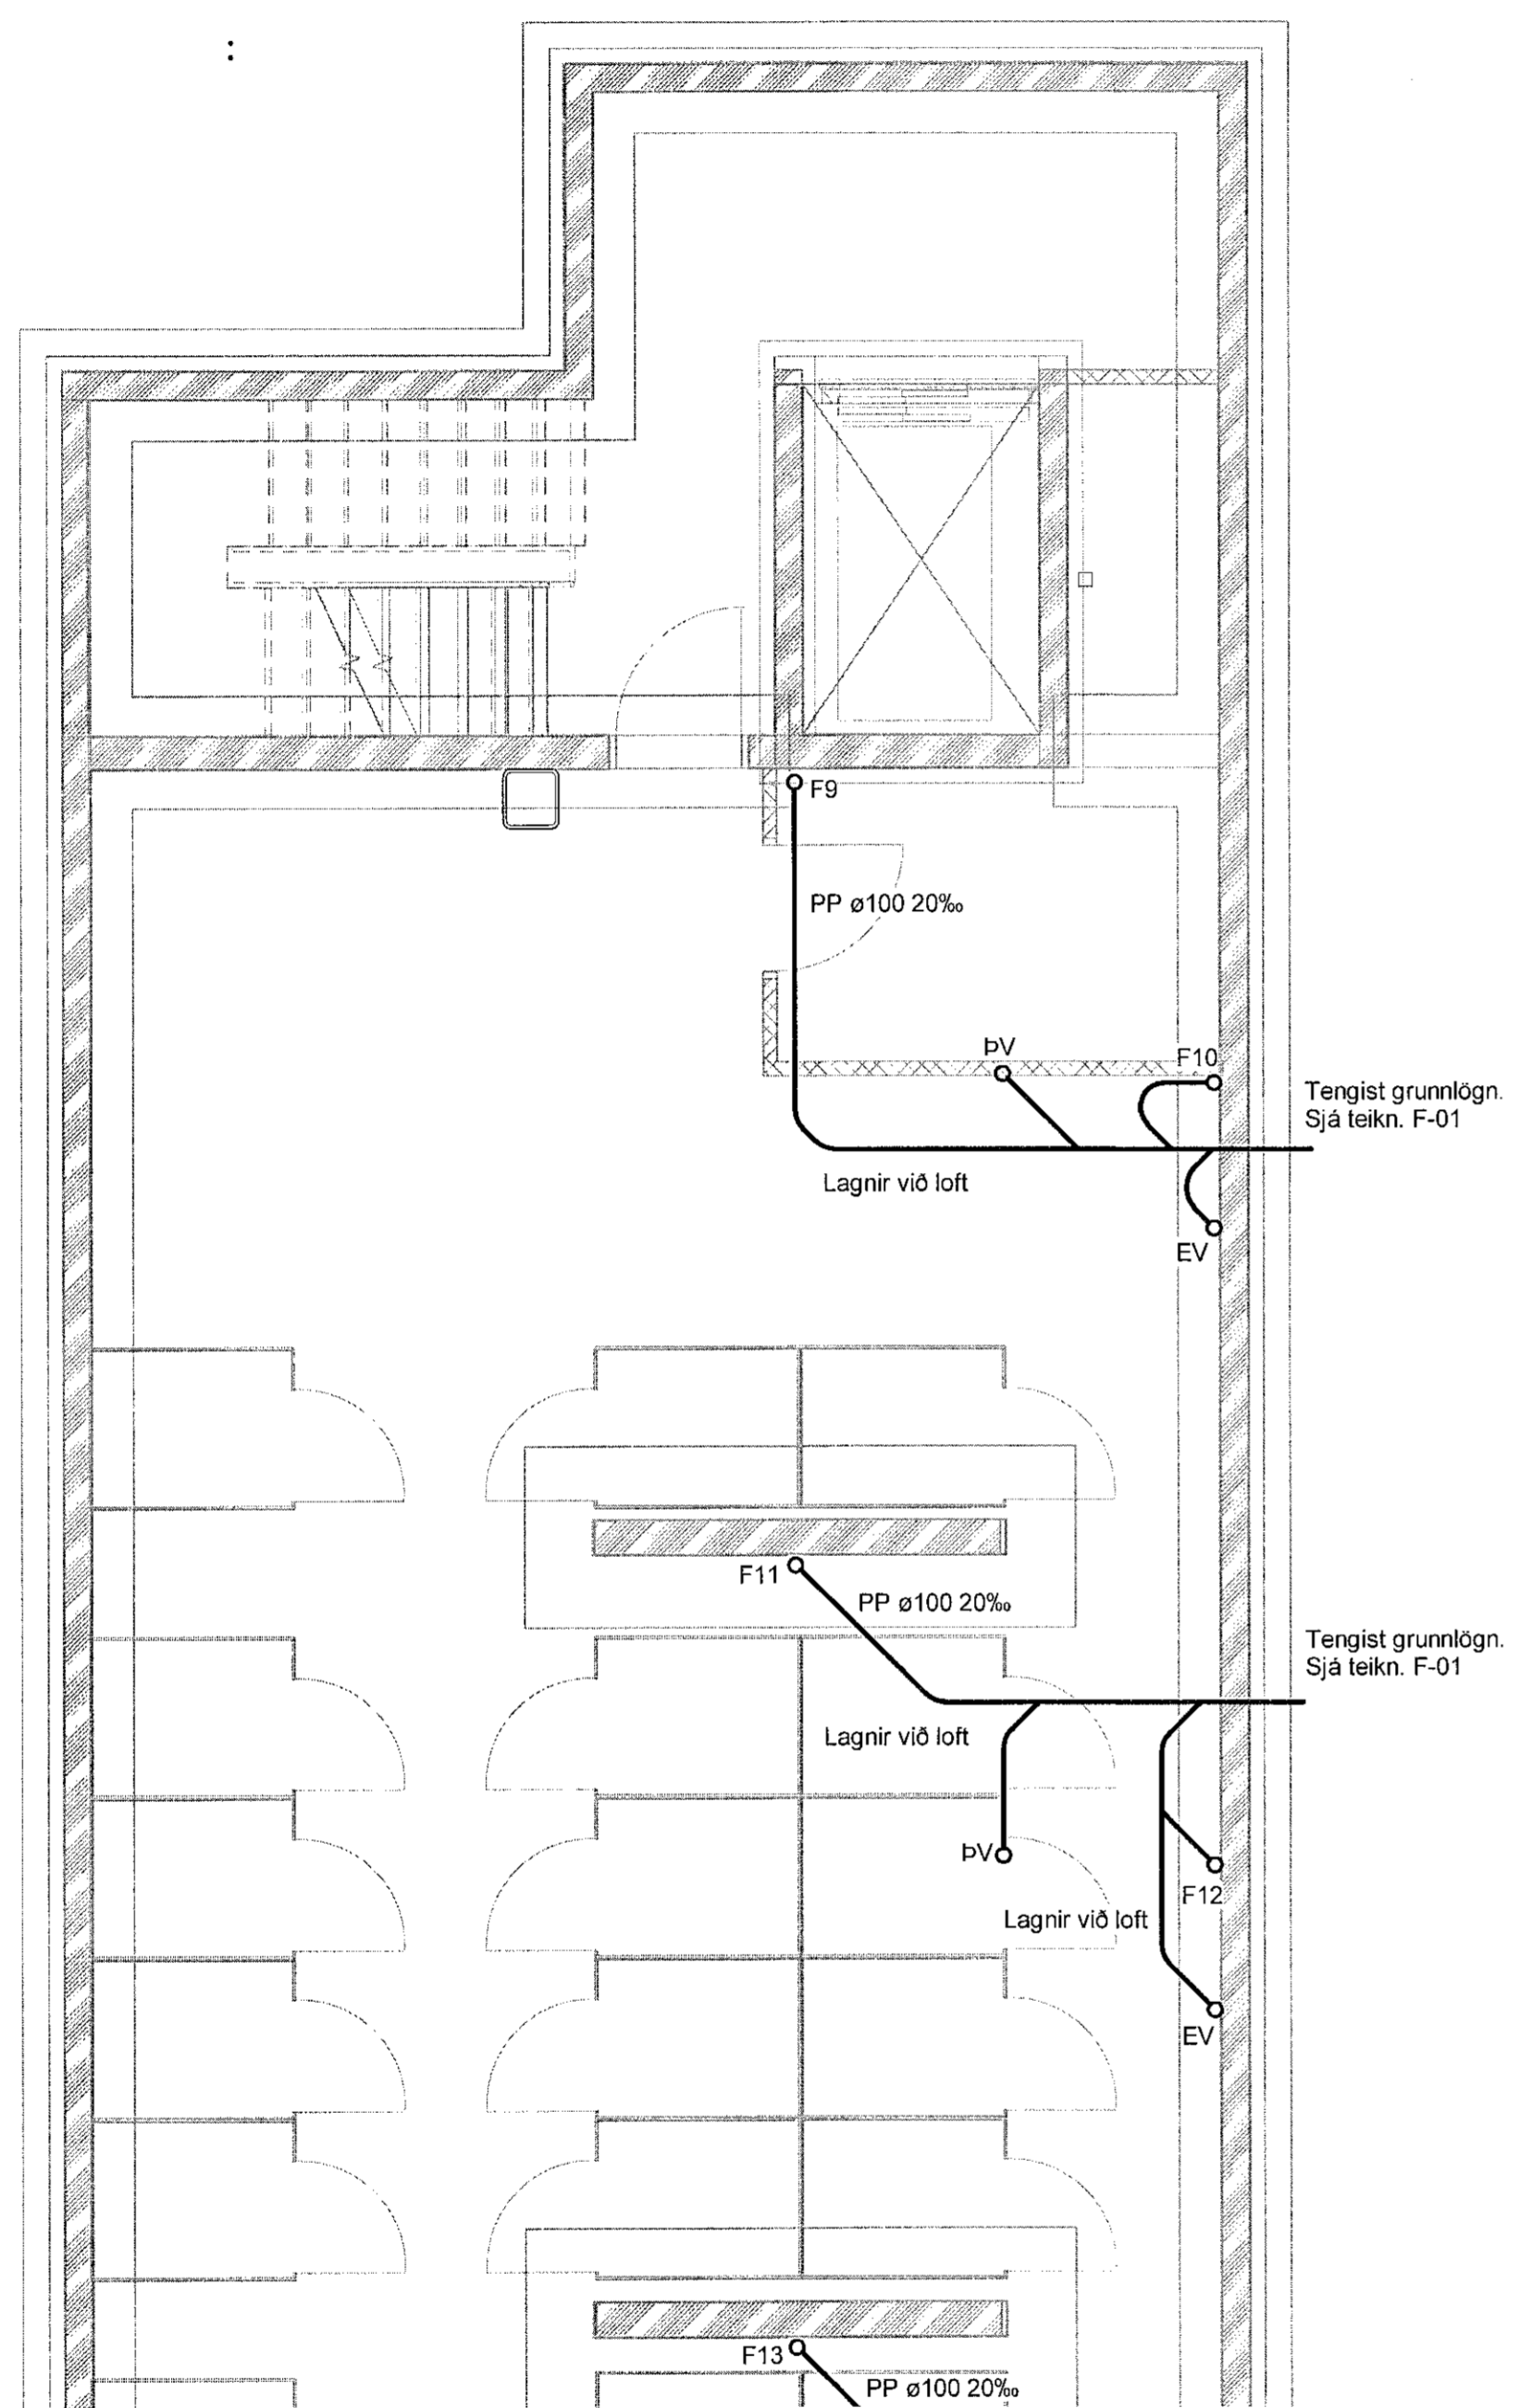 F9
PP ø100 20‰
ÞV
F10
Tengist grunnlögn.
Sjá teikn. F-01
Lagnir við loft
EV
F11
PP ø100 20‰
Tengist grunnlögn.
Sjá teikn. F-01
Lagnir við loft
ÞV
F12
Lagnir við loft
EV
F13
PP ø100 20‰